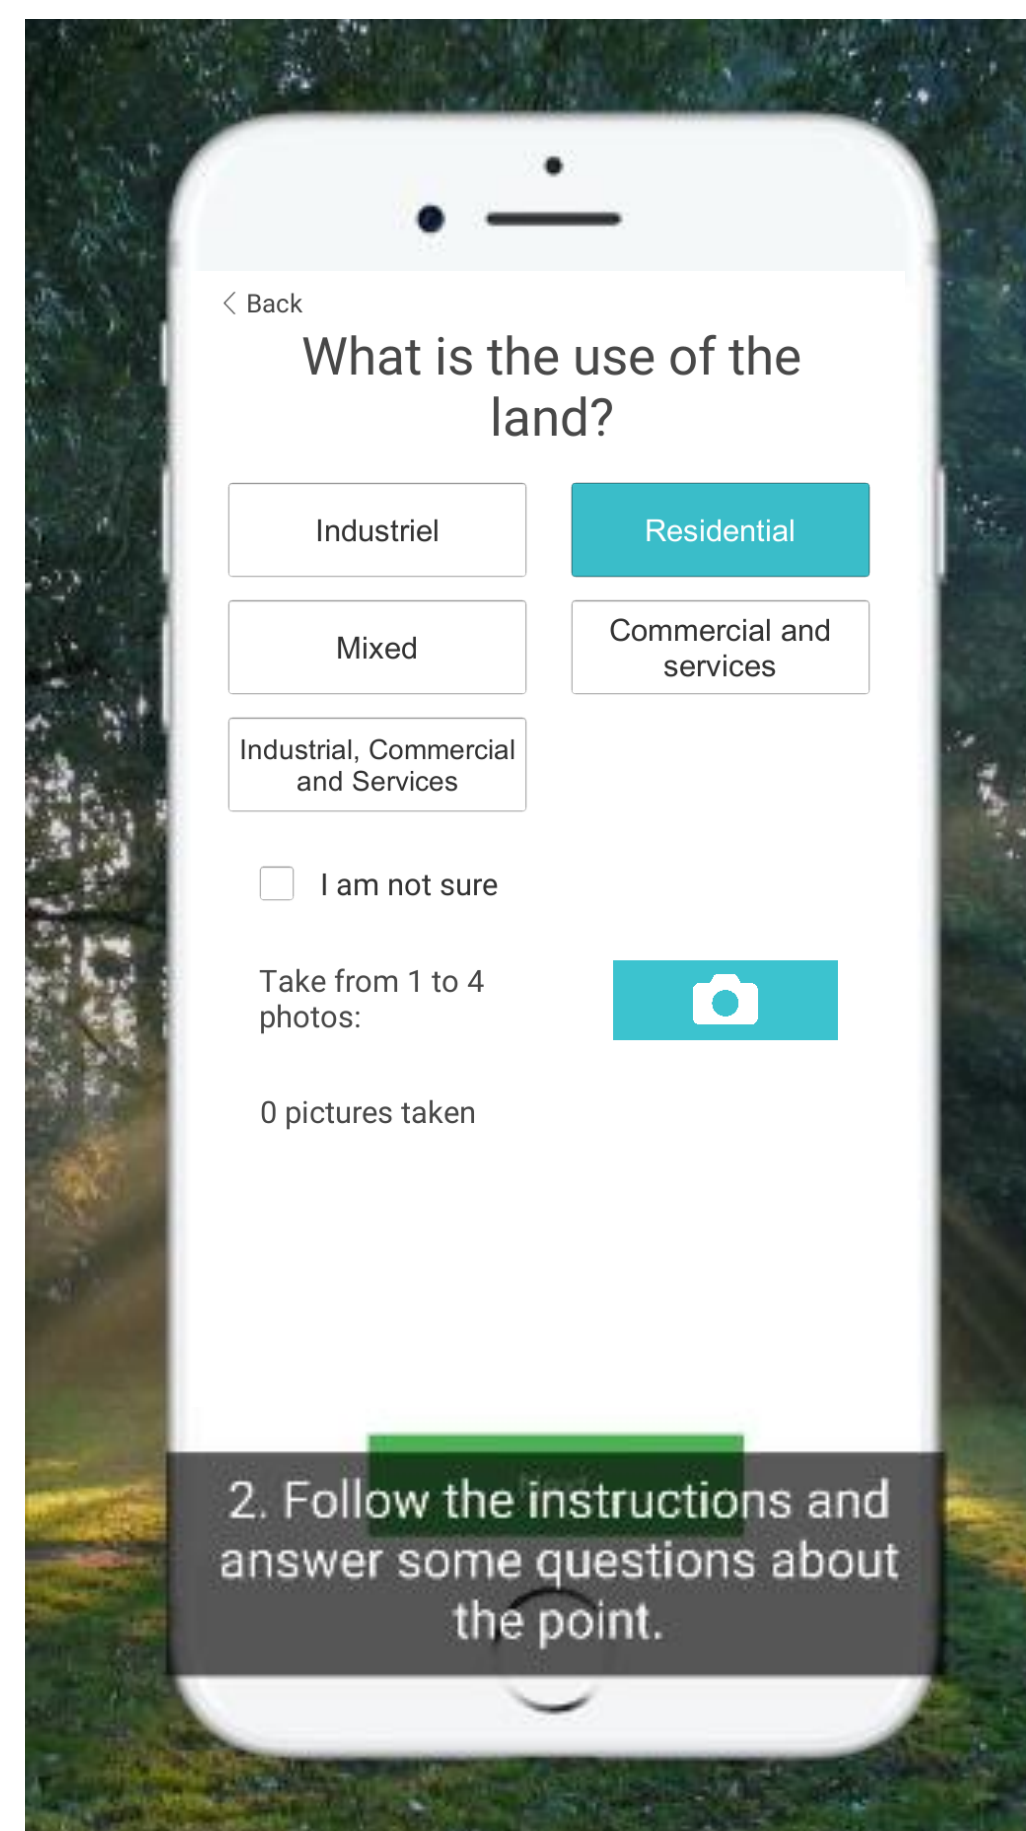 Back
What is the use of the
land?
Industriel
Residential
Mixed
Commercial and
services
Industrial, Commercial
and Services
I am not sure
Take from 1 to 4
photos:
0 pictures taken
2. Follow the instructions and
answer some questions about
the point.